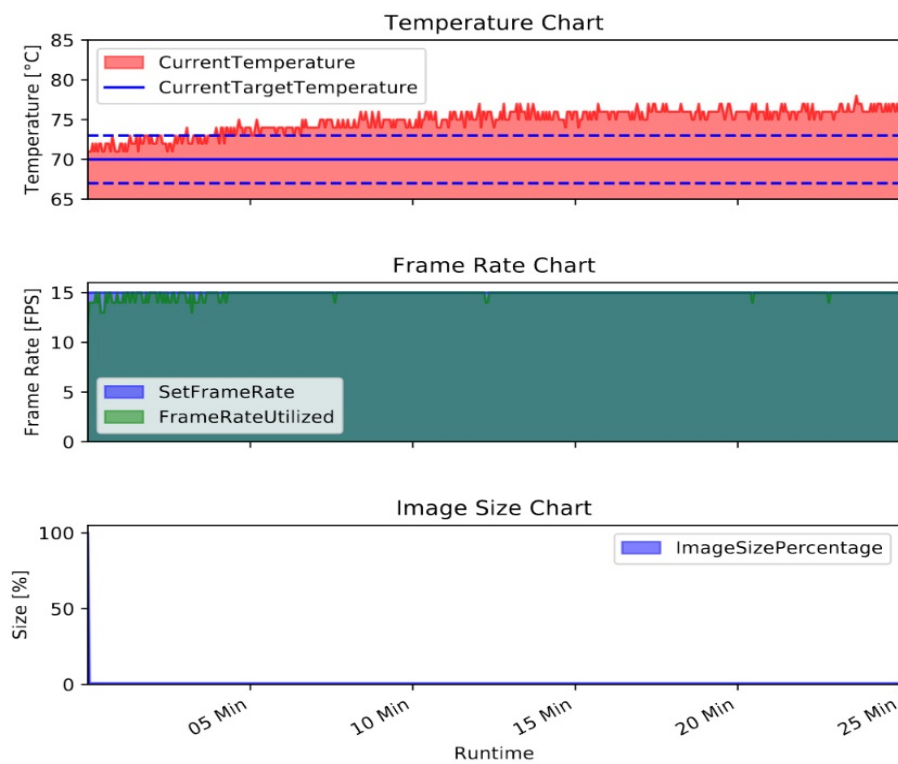 Temperature Chart
Temperature [°C]
85
80
75
70
65
CurrentTemperature
CurrentTargetTemperature
Frame Rate Chart
Frame Rate [FPS]
15
10
5
0
SetFrameRate
FrameRateUtilized
Image Size Chart
Size [%]
100
50
0
ImageSizePercentage
05 Min
10 Min
15 Min
20 Min
25 Min
Runtime